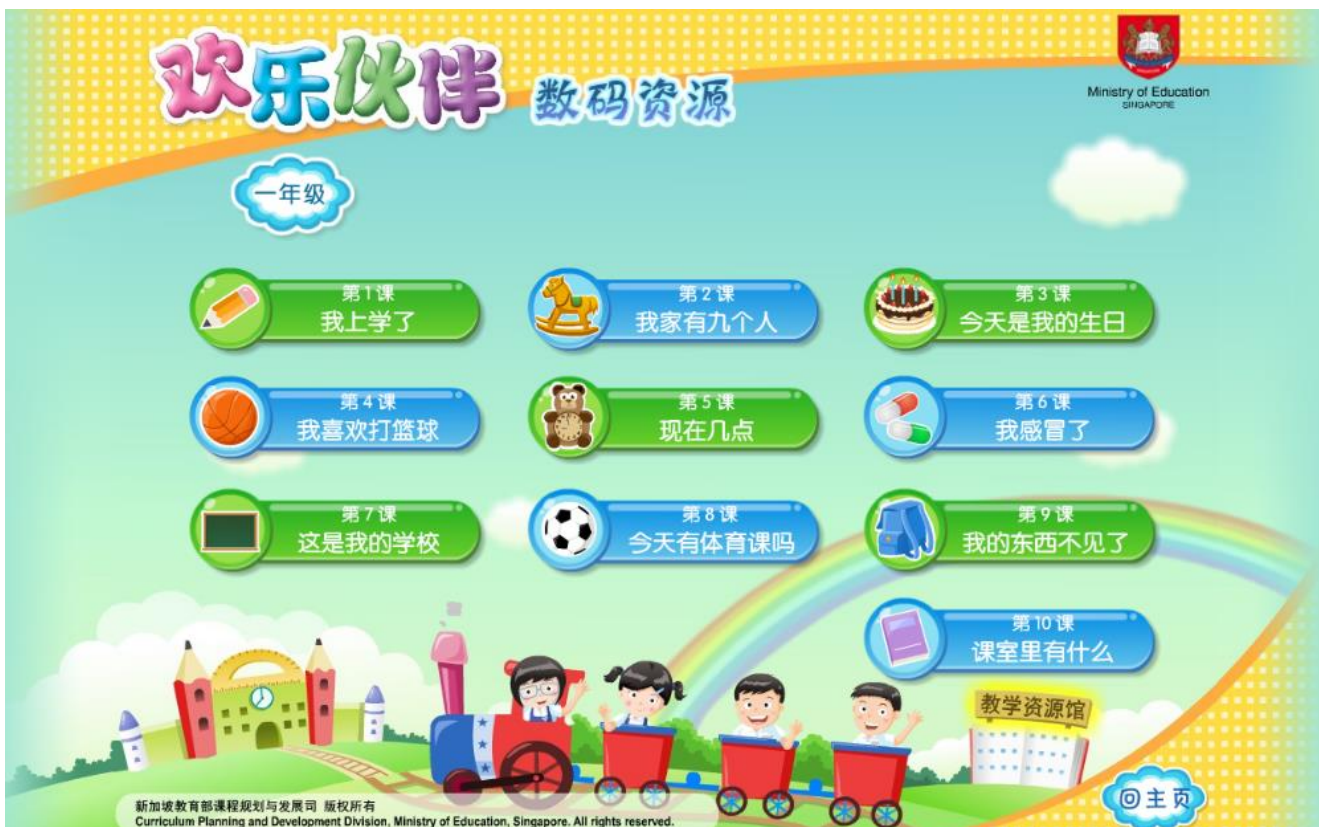 欢乐伙伴 数码资源
Ministry of Education
SINGAPORE
一年级
第1课
我上学了
第2课
我家有九个人
第3课
今天是我的生日
第4课
我喜欢打篮球
第5课
现在几点
第6课
我感冒了
第7课
这是我的学校
第8课
今天有体育课吗
第9课
我的东西不见了
第10课
课室里有什么
教学资源馆
回主页
新加坡教育部课程规划与发展司 版权所有
Curriculum Planning and Development Division, Ministry of Education, Singapore. All rights reserved.